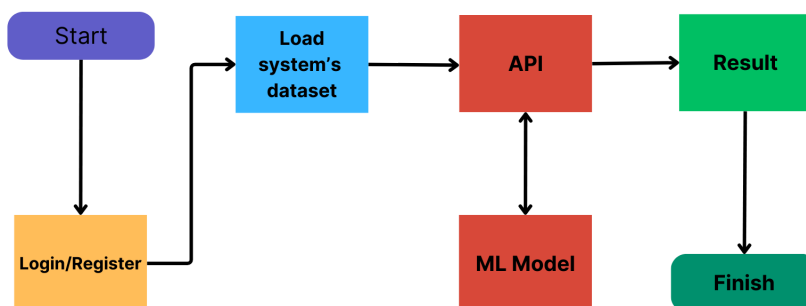 Start
Load
system’s
dataset
API
Result
Login/Register
ML Model
Finish